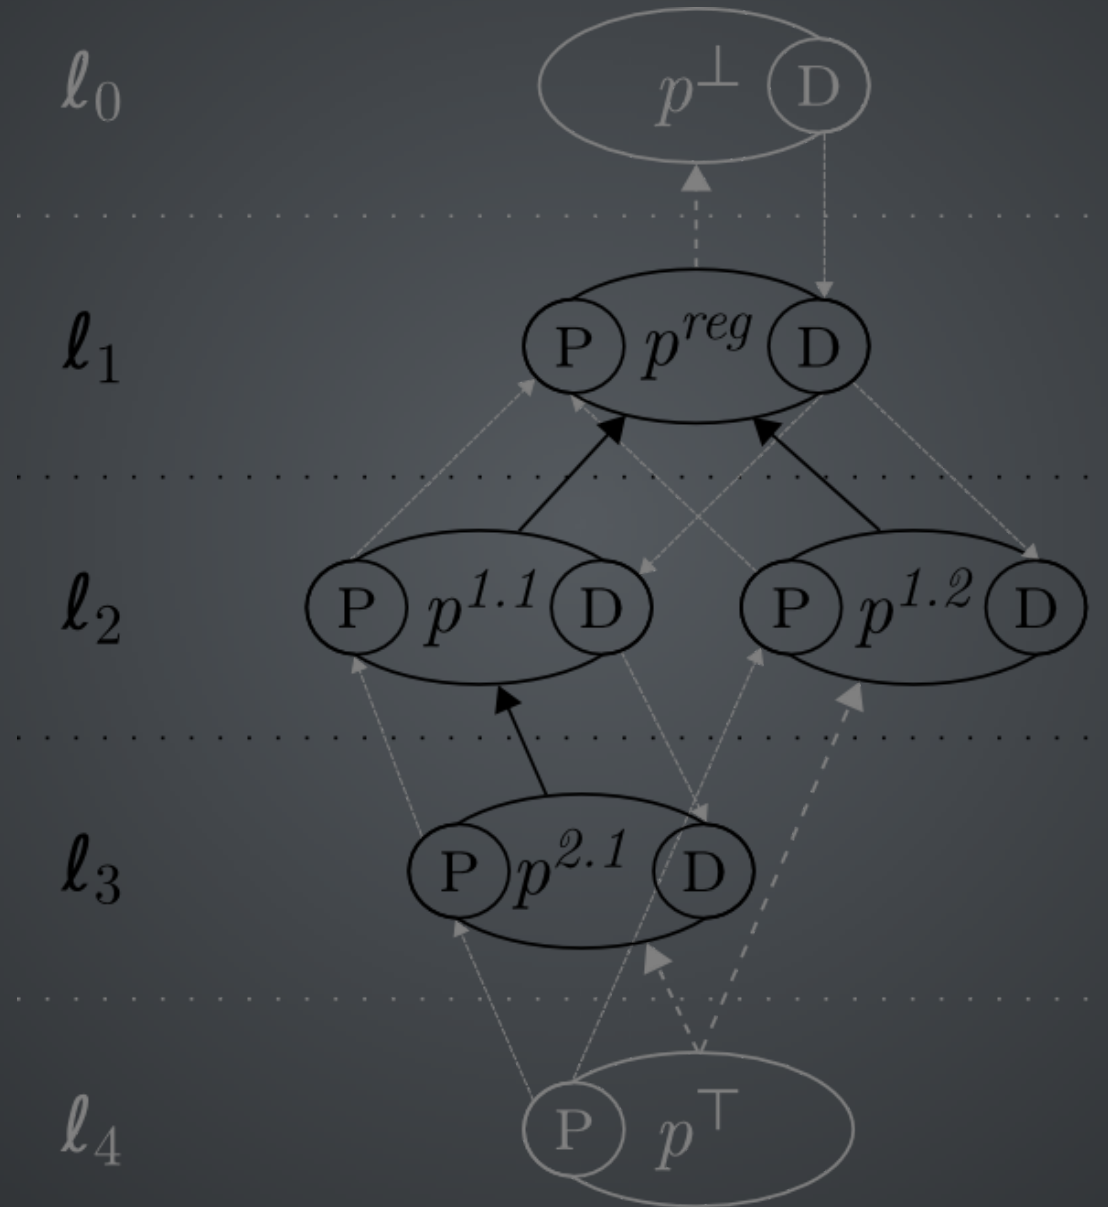 ℓ₀ p^⊥ D
ℓ₁ P p^reg D
ℓ₂ P p^1.1 D P p^1.2 D
ℓ₃ P p^2.1 D
ℓ₄ P p^⊤